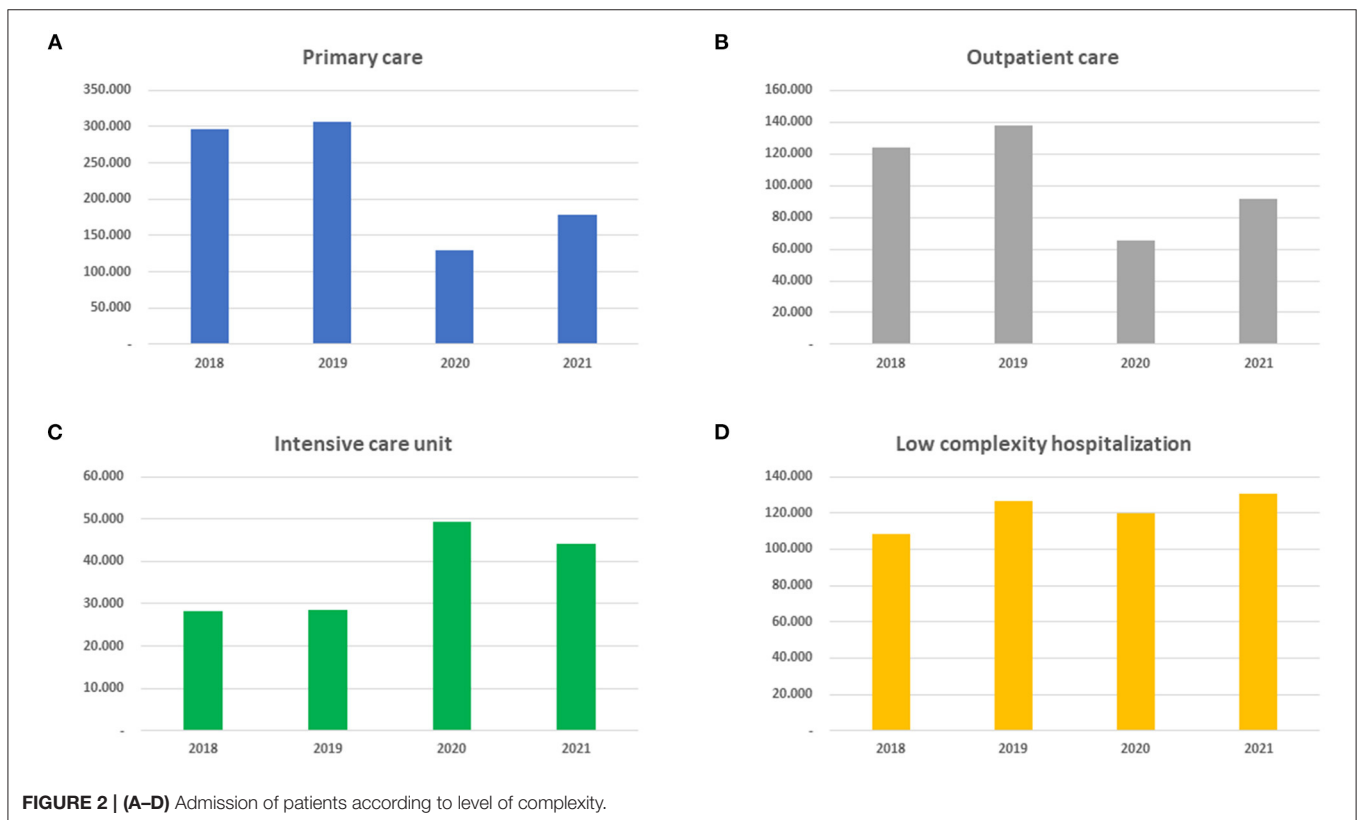 A
Primary care
350.000
300.000
250.000
200.000
150.000
100.000
50.000
-
2018 2019 2020 2021
B
Outpatient care
160.000
140.000
120.000
100.000
80.000
60.000
40.000
20.000
-
2018 2019 2020 2021
C
Intensive care unit
60.000
50.000
40.000
30.000
20.000
10.000
-
2018 2019 2020 2021
D
Low complexity hospitalization
140.000
120.000
100.000
80.000
60.000
40.000
20.000
-
2018 2019 2020 2021
FIGURE 2 | (A–D) Admission of patients according to level of complexity.